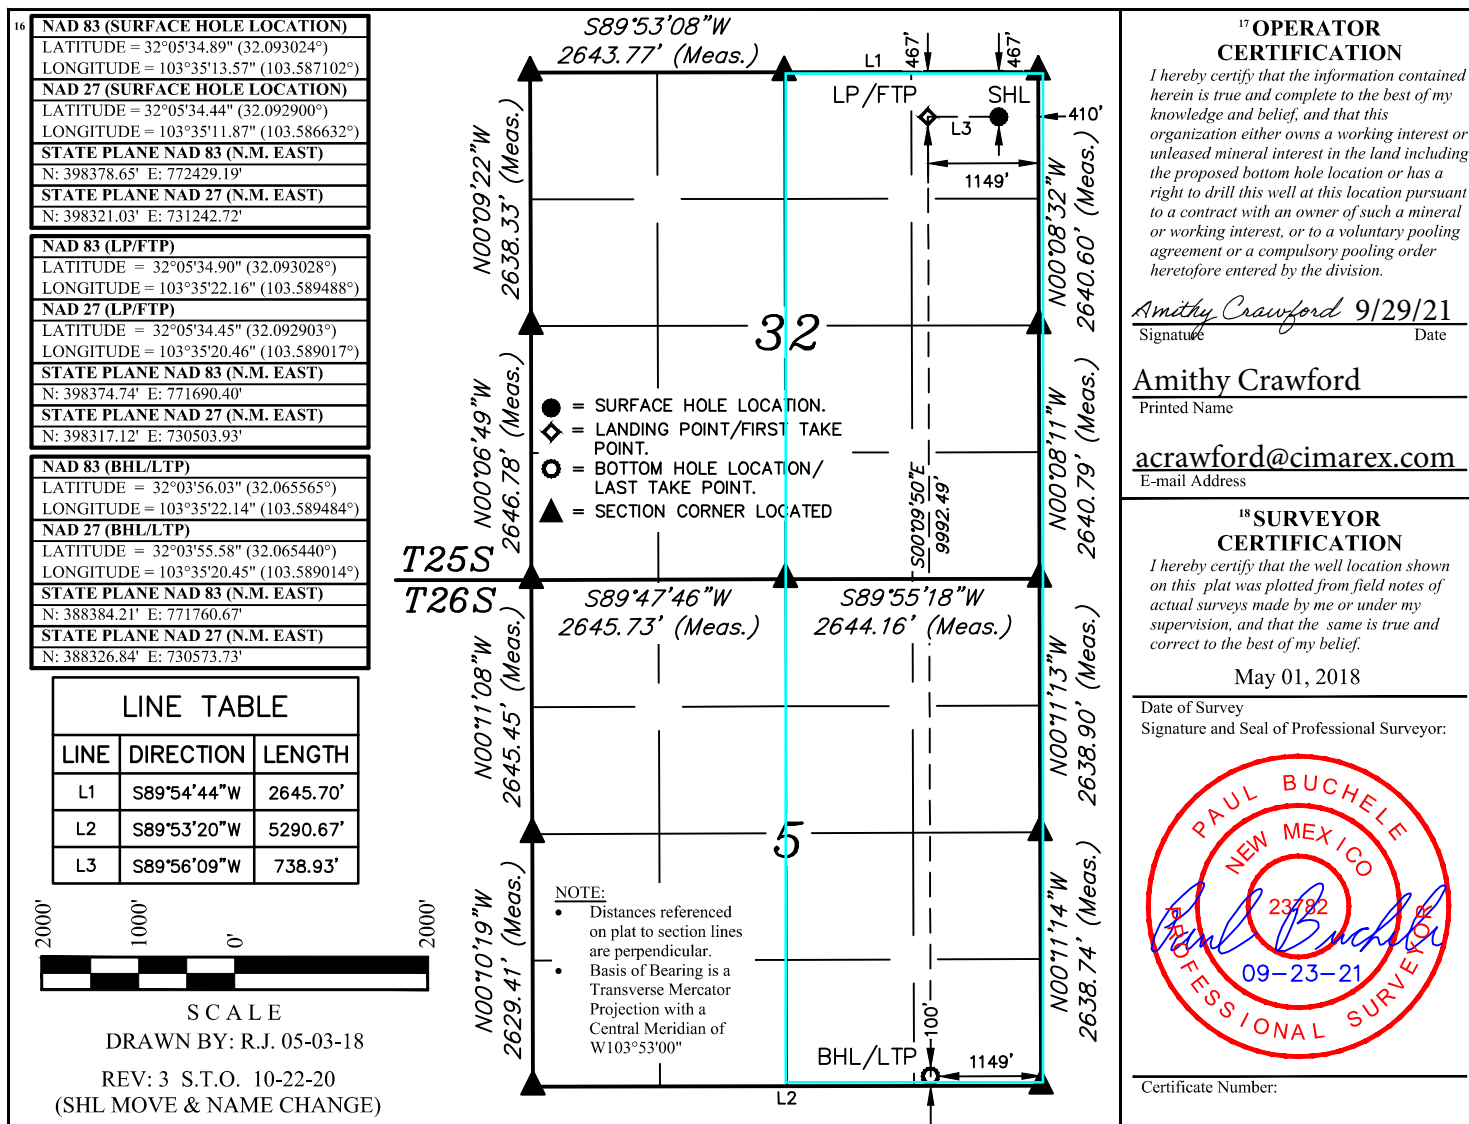 16
NAD 83 (SURFACE HOLE LOCATION)
LATITUDE = 32°05'34.89" (32.093024°)
LONGITUDE = 103°35'13.57" (103.587102°)
NAD 27 (SURFACE HOLE LOCATION)
LATITUDE = 32°05'34.44" (32.092900°)
LONGITUDE = 103°35'11.87" (103.586632°)
STATE PLANE NAD 83 (N.M. EAST)
N: 398378.65' E: 772429.19'
STATE PLANE NAD 27 (N.M. EAST)
N: 398321.03' E: 731242.72'
NAD 83 (LP/FTP)
LATITUDE = 32°05'34.90" (32.093028°)
LONGITUDE = 103°35'22.16" (103.589488°)
NAD 27 (LP/FTP)
LATITUDE = 32°05'34.45" (32.092903°)
LONGITUDE = 103°35'20.46" (103.589017°)
STATE PLANE NAD 83 (N.M. EAST)
N: 398374.74' E: 771690.40'
STATE PLANE NAD 27 (N.M. EAST)
N: 398317.12' E: 730503.93'
NAD 83 (BHL/LTP)
LATITUDE = 32°03'56.03" (32.065565°)
LONGITUDE = 103°35'22.14" (103.589484°)
NAD 27 (BHL/LTP)
LATITUDE = 32°03'55.58" (32.065440°)
LONGITUDE = 103°35'20.45" (103.589014°)
STATE PLANE NAD 83 (N.M. EAST)
N: 388384.21' E: 771760.67'
STATE PLANE NAD 27 (N.M. EAST)
N: 388326.84' E: 730573.73'
LINE TABLE
LINE DIRECTION LENGTH
L1 S89°54'44"W 2645.70'
L2 S89°53'20"W 5290.67'
L3 S89°56'09"W 738.93'
2000' 1000' 0' 2000'
SCALE
DRAWN BY: R.J. 05-03-18
REV: 3 S.T.O. 10-22-20
(SHL MOVE & NAME CHANGE)
S89°53'08"W
2643.77' (Meas.)
L1
467'
467'
LP/FTP
SHL
L3
410'
1149'
N00°09'22"W
2638.33' (Meas.)
N00°08'32"W
2640.60' (Meas.)
32
= SURFACE HOLE LOCATION.
= LANDING POINT/FIRST TAKE
POINT.
= BOTTOM HOLE LOCATION/
LAST TAKE POINT.
= SECTION CORNER LOCATED
N00°06'49"W
2646.78' (Meas.)
S00°09'50"E
9992.49'
N00°08'11"W
2640.79' (Meas.)
T25S
T26S
S89°47'46"W
2645.73' (Meas.)
S89°55'18"W
2644.16' (Meas.)
N00°11'08"W
2645.45' (Meas.)
N00°11'13"W
2638.90' (Meas.)
5
N00°10'19"W
2629.41' (Meas.)
N00°11'14"W
2638.74' (Meas.)
NOTE:
• Distances referenced
on plat to section lines
are perpendicular.
• Basis of Bearing is a
Transverse Mercator
Projection with a
Central Meridian of
W103°53'00"
100'
BHL/LTP
1149'
L2
17 OPERATOR
CERTIFICATION
I hereby certify that the information contained
herein is true and complete to the best of my
knowledge and belief, and that this
organization either owns a working interest or
unleased mineral interest in the land including
the proposed bottom hole location or has a
right to drill this well at this location pursuant
to a contract with an owner of such a mineral
or working interest, or to a voluntary pooling
agreement or a compulsory pooling order
heretofore entered by the division.
Amithy Crawford 9/29/21
Signature Date
Amithy Crawford
Printed Name
acrawford@cimarex.com
E-mail Address
18 SURVEYOR
CERTIFICATION
I hereby certify that the well location shown
on this plat was plotted from field notes of
actual surveys made by me or under my
supervision, and that the same is true and
correct to the best of my belief.
May 01, 2018
Date of Survey
Signature and Seal of Professional Surveyor:
PAUL BUCHELE
NEW MEXICO
23782
Paul Buchele
09-23-21
PROFESSIONAL SURVEYOR
Certificate Number: